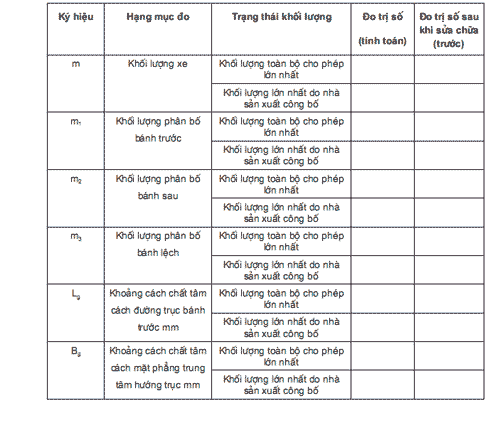 Ký hiệu
Hạng mục đo
Trạng thái khối lượng
Đo trị số
(tính toán)
Đo trị số sau
khi sửa chữa
(trước)
m
Khối lượng xe
Khối lượng toàn bộ cho phép
lớn nhất
Khối lượng lớn nhất do nhà
sản xuất công bố
m₁
Khối lượng phân bố
bánh trước
Khối lượng toàn bộ cho phép
lớn nhất
Khối lượng lớn nhất do nhà
sản xuất công bố
m₂
Khối lượng phân bố
bánh sau
Khối lượng toàn bộ cho phép
lớn nhất
Khối lượng lớn nhất do nhà
sản xuất công bố
m₃
Khối lượng phân bố
bánh lệch
Khối lượng toàn bộ cho phép
lớn nhất
Khối lượng lớn nhất do nhà
sản xuất công bố
Lg
Khoảng cách chất tâm
cách đường trục bánh
trước mm
Khối lượng toàn bộ cho phép
lớn nhất
Khối lượng lớn nhất do nhà
sản xuất công bố
Bg
Khoảng cách chất tâm
cách mặt phẳng trung
tâm hướng trục mm
Khối lượng toàn bộ cho phép
lớn nhất
Khối lượng lớn nhất do nhà
sản xuất công bố